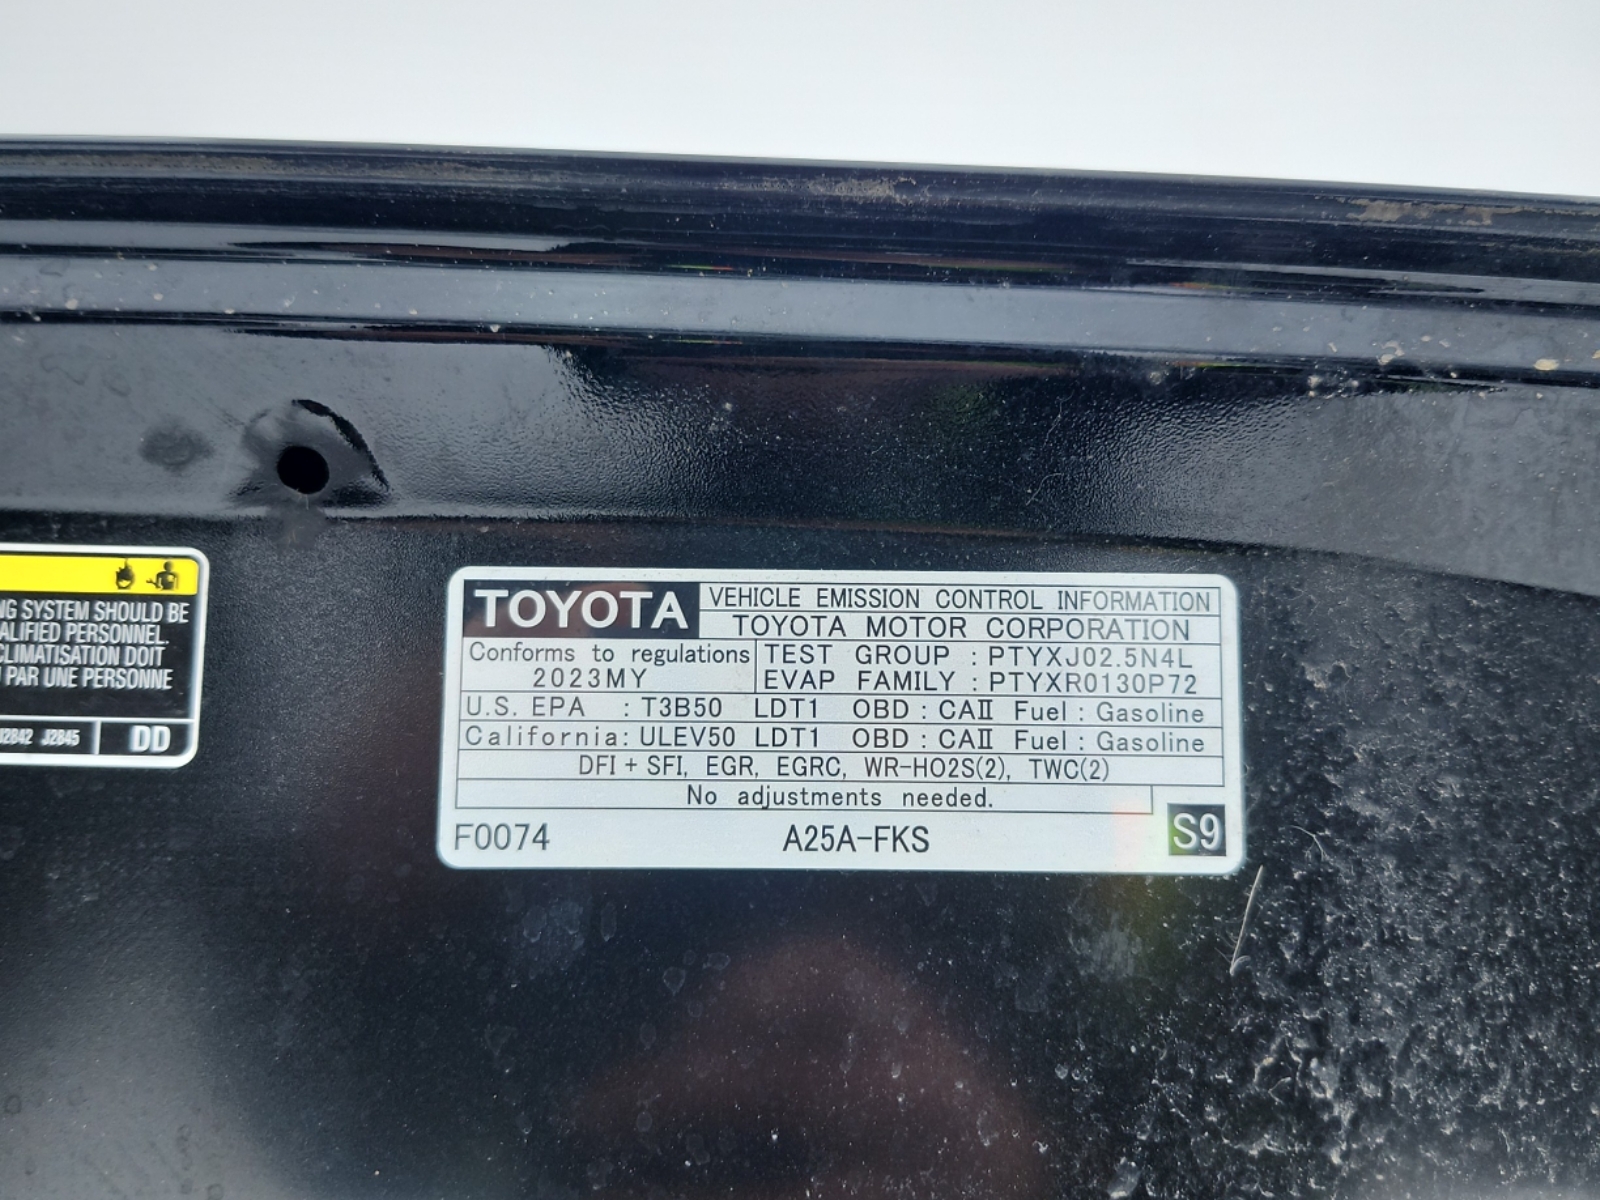 NG SYSTEM SHOULD BE
ALIFIED PERSONNEL.
CLIMATISATION DOIT
PAR UNE PERSONNE
J2842 J2845 DD
TOYOTA VEHICLE EMISSION CONTROL INFORMATION
TOYOTA MOTOR CORPORATION
Conforms to regulations TEST GROUP : PTYXJ02.5N4L
2023MY EVAP FAMILY : PTYXR0130P72
U.S. EPA : T3B50 LDT1 OBD : CAII Fuel : Gasoline
California : ULEV50 LDT1 OBD : CAII Fuel : Gasoline
DFI + SFI, EGR, EGRC, WR-HO2S(2), TWC(2)
No adjustments needed.
F0074 A25A-FKS S9